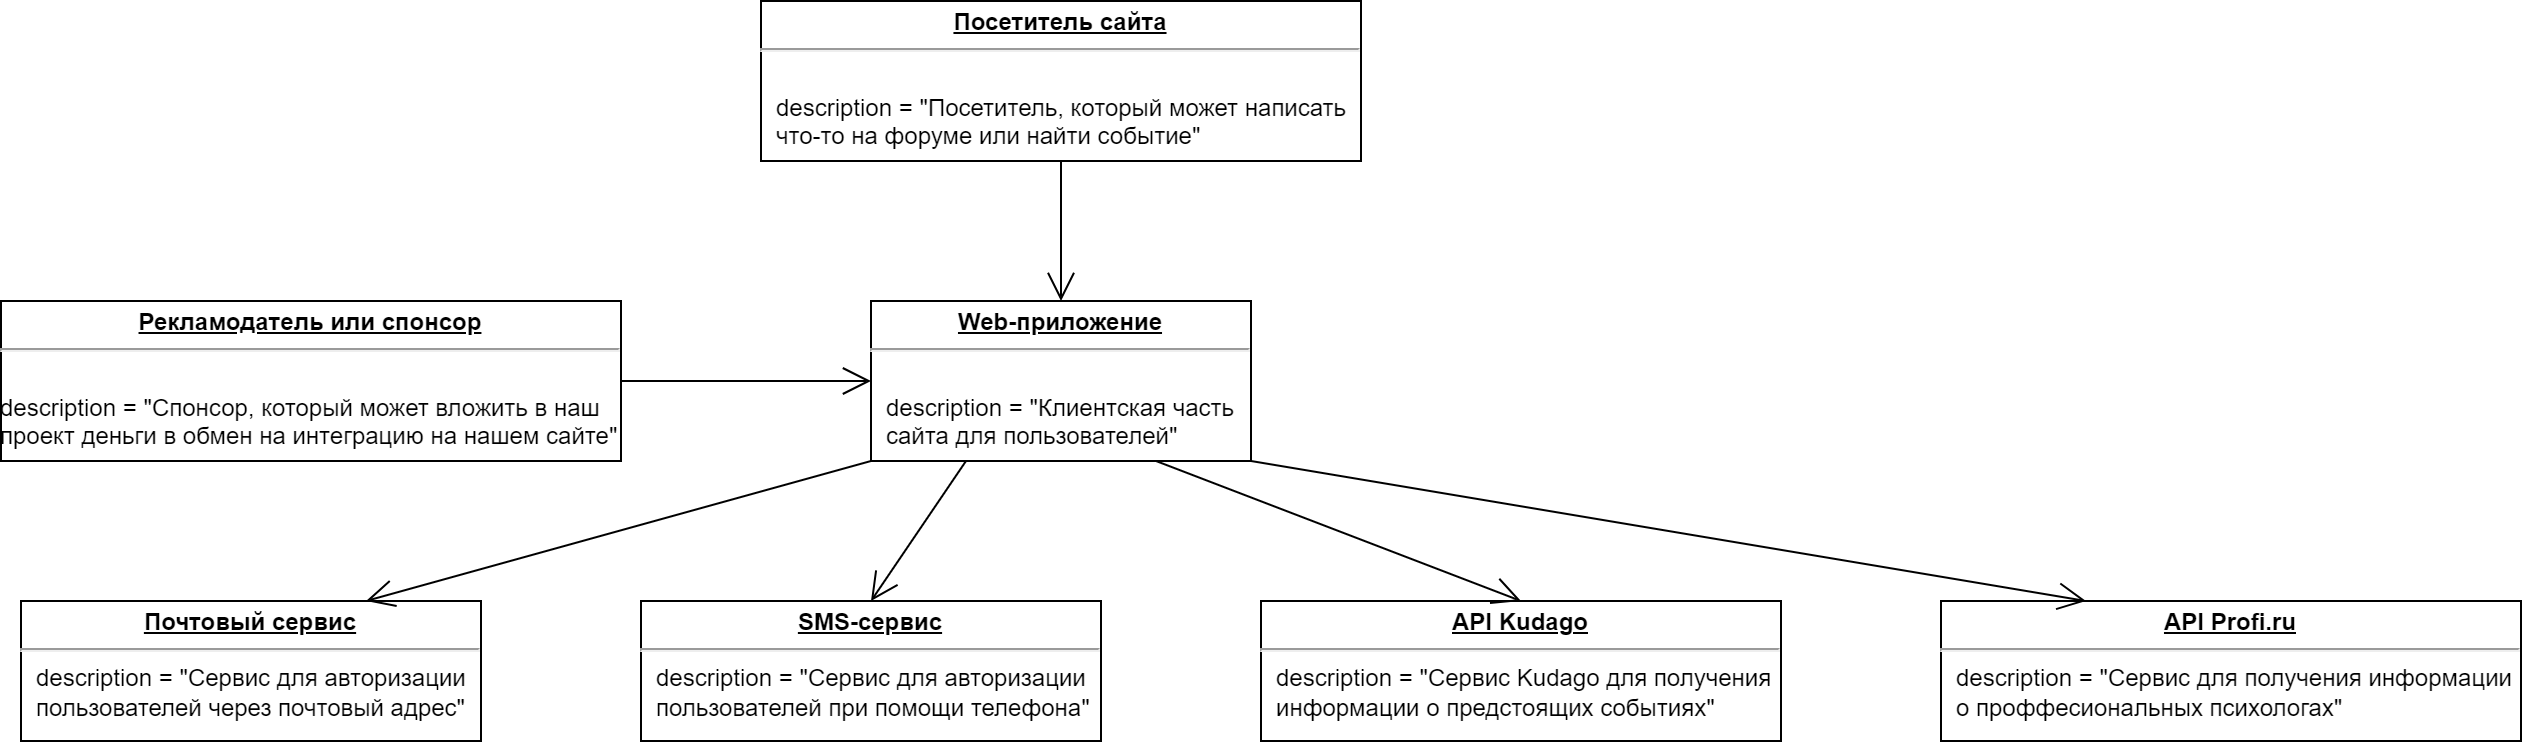 Посетитель сайта
description = "Посетитель, который может написать
что-то на форуме или найти событие"
Рекламодатель или спонсор
description = "Спонсор, который может вложить в наш
проект деньги в обмен на интеграцию на нашем сайте"
Web-приложение
description = "Клиентская часть
сайта для пользователей"
Почтовый сервис
description = "Сервис для авторизации
пользователей через почтовый адрес"
SMS-сервис
description = "Сервис для авторизации
пользователей при помощи телефона"
API Kudago
description = "Сервис Kudago для получения
информации о предстоящих событиях"
API Profi.ru
description = "Сервис для получения информации
о проффесиональных психологах"